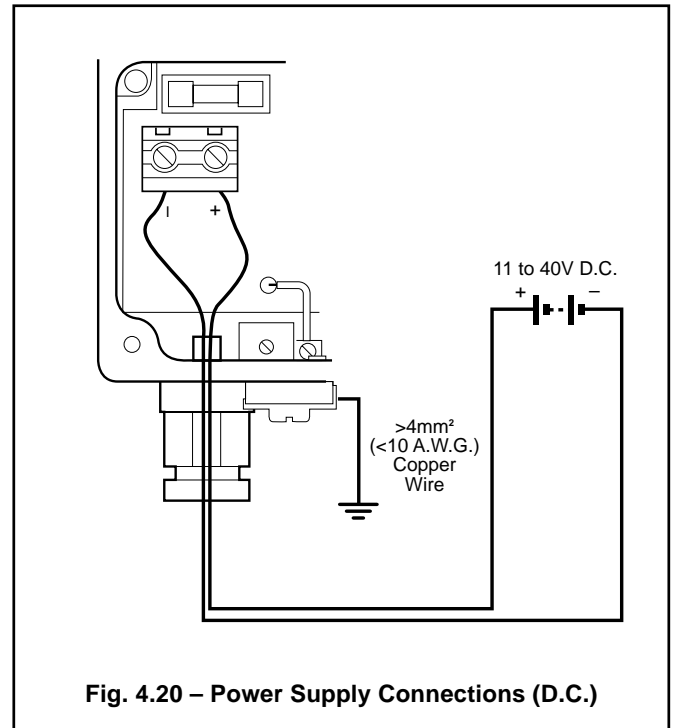 11 to 40V D.C.
+ –
– +
>4mm²
(<10 A.W.G.)
Copper
Wire
Fig. 4.20 – Power Supply Connections (D.C.)